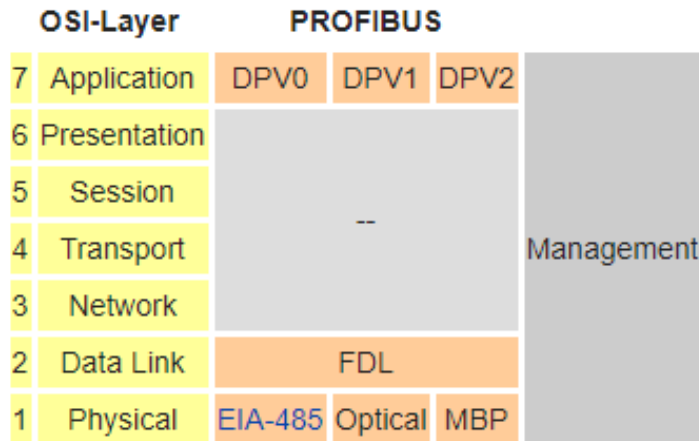 OSI-Layer PROFIBUS
7 Application DPV0 DPV1 DPV2
6 Presentation
5 Session
--
4 Transport Management
3 Network
2 Data Link FDL
1 Physical EIA-485 Optical MBP